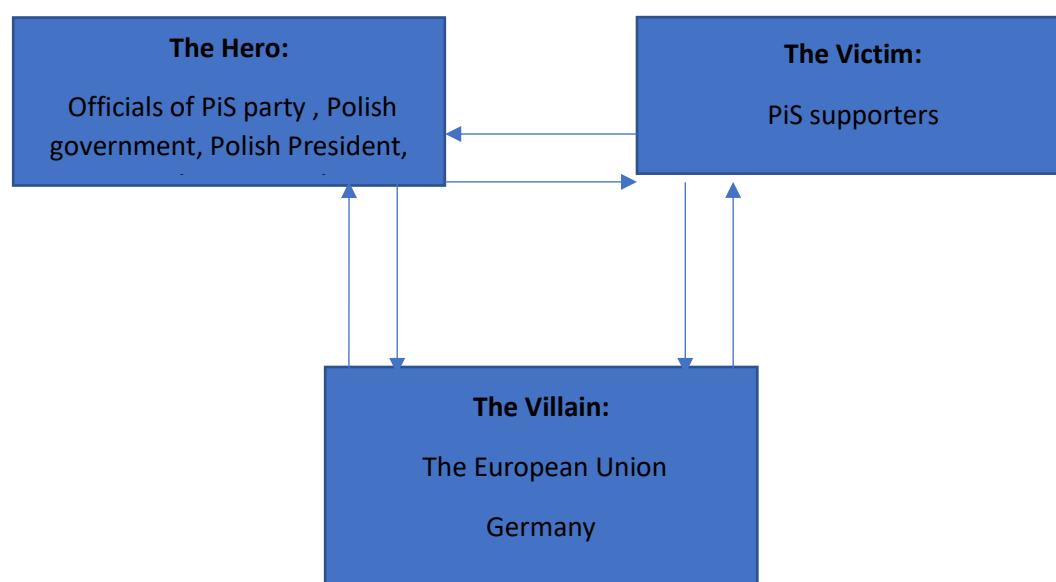 The Hero:
Officials of PiS party , Polish
government, Polish President,
The Victim:
PiS supporters
The Villain:
The European Union
Germany